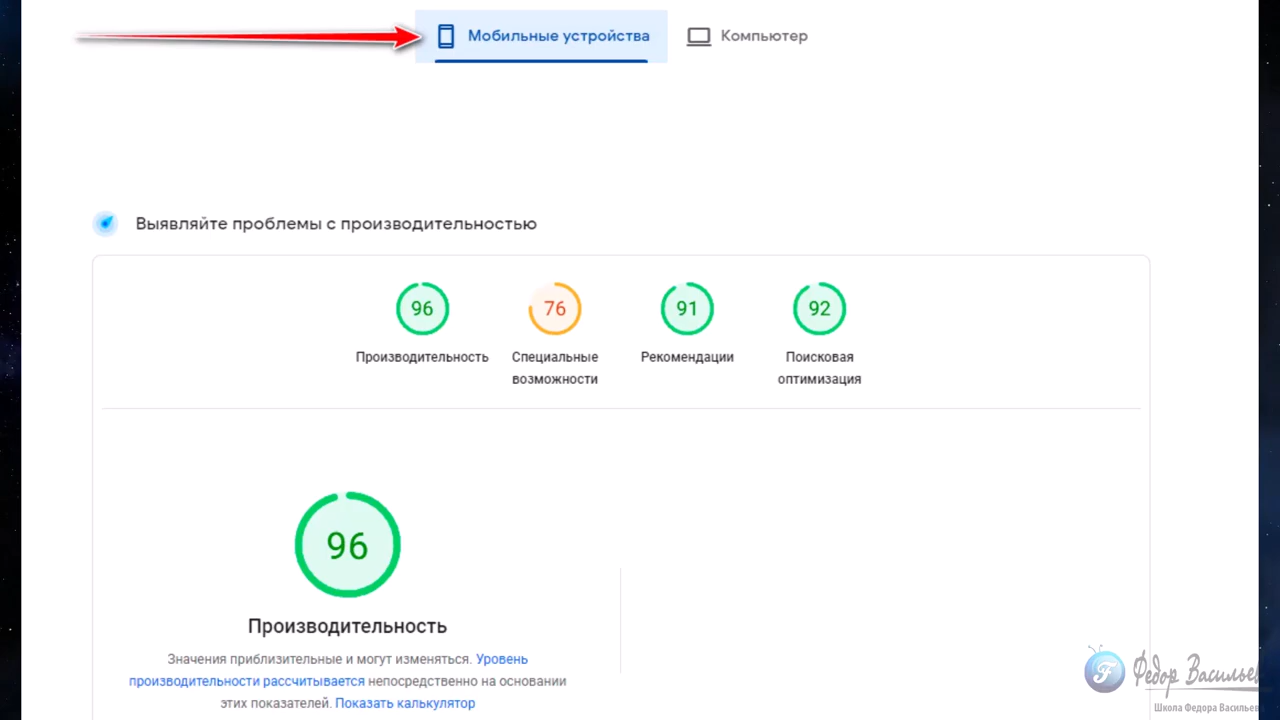 Мобильные устройства
Компьютер
Выявляйте проблемы с производительностью
96
76
91
92
Производительность
Специальные
возможности
Рекомендации
Поисковая
оптимизация
96
Производительность
Значения приблизительные и могут изменяться. Уровень
производительности рассчитывается непосредственно на основании
этих показателей. Показать калькулятор
Федор Васильев
Школа Федора Васильева